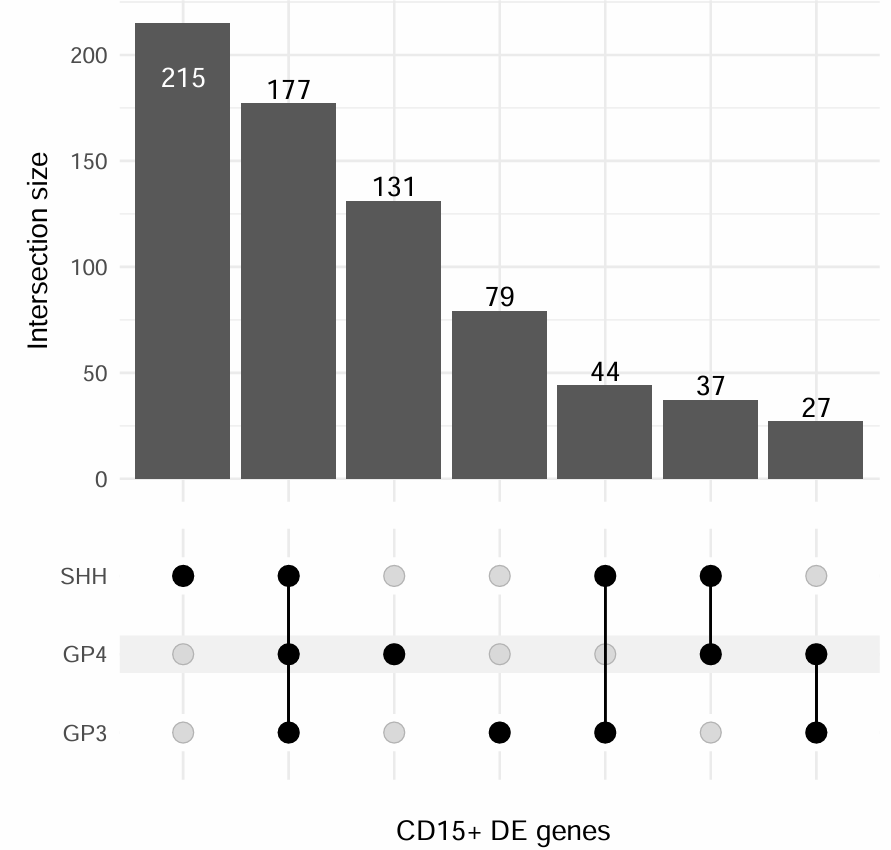 Intersection size
200
150
100
50
0
215
177
131
79
44
37
27
SHH
GP4
GP3
CD15+ DE genes